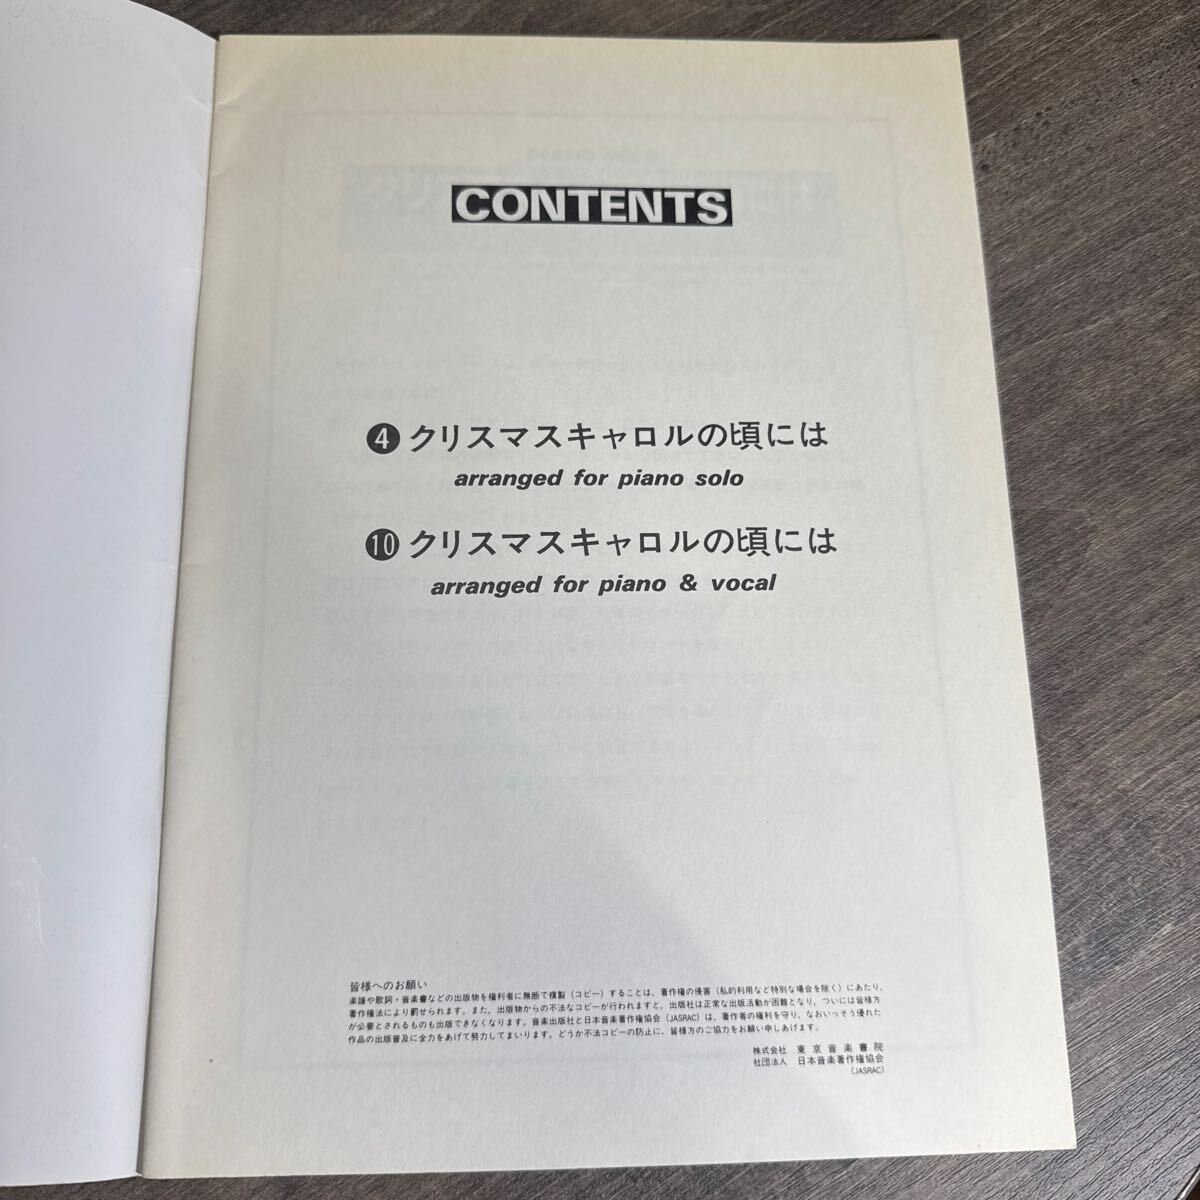 CONTENTS
❹クリスマスキャロルの頃には
arranged for piano solo
❿クリスマスキャロルの頃には
arranged for piano & vocal
皆様へのお願い
楽譜や歌詞・音楽書などの出版物を権利者に無断で複製（コピー）することは、著作権の侵害（私的利用など特別な場合を除く）にあたり、
著作権法により罰せられます。また、出版物からの不法なコピーが行われますと、出版社は正常な出版活動が困難となり、ついには皆様方
が必要とされるものも出版できなくなります。音楽出版社と日本音楽著作権協会（JASRAC）は、著作者の権利を守り、なおいっそう優れた
作品の出版普及に全力をあげて努力してまいります。どうか不法コピーの防止に、皆様方のご協力をお願い申しあげます。
株式会社 東京音楽書院
社団法人 日本音楽著作権協会
（JASRAC）